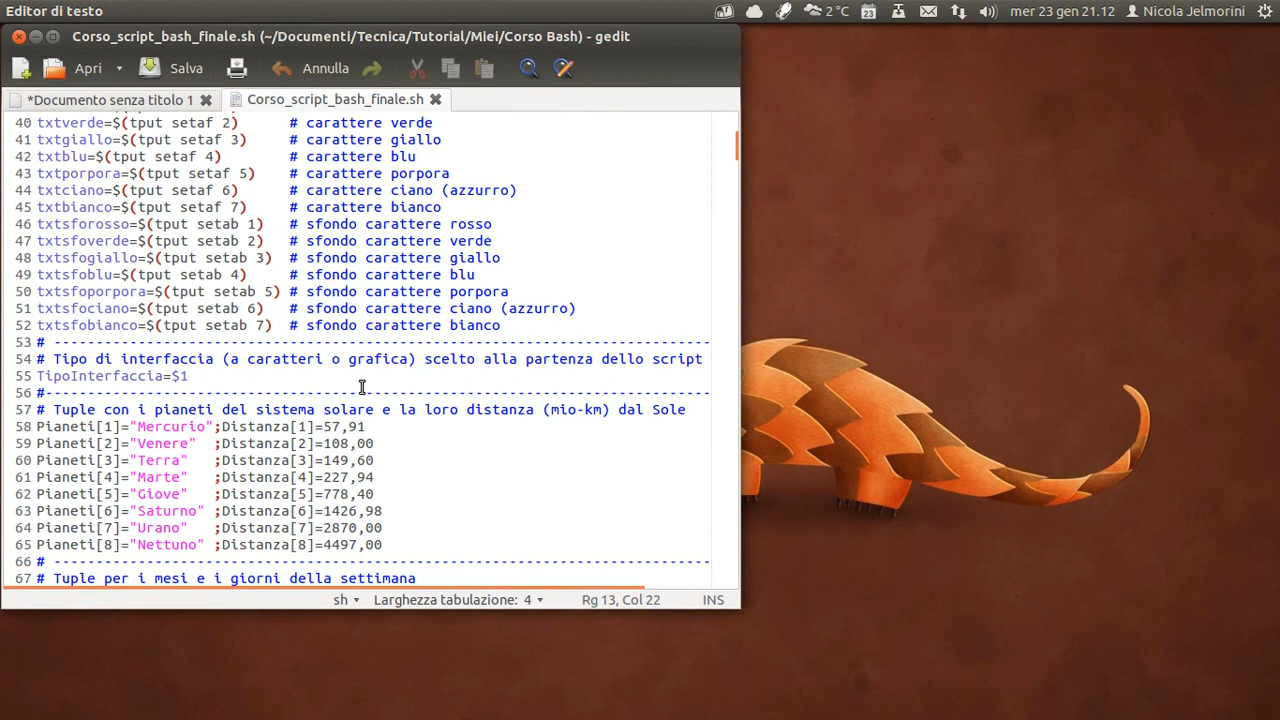 Editor di testo
2 °C
23
mer 23 gen 21.12
Nicola Jelmorini
Corso_script_bash_finale.sh (~/Documenti/Tecnica/Tutorial/Miei/Corso Bash) - gedit
Apri
Salva
Annulla
*Documento senza titolo 1
Corso_script_bash_finale.sh
40 txtverde=$(tput setaf 2) # carattere verde
41 txtgiallo=$(tput setaf 3) # carattere giallo
42 txtblu=$(tput setaf 4) # carattere blu
43 txtporpora=$(tput setaf 5) # carattere porpora
44 txtciano=$(tput setaf 6) # carattere ciano (azzurro)
45 txtbianco=$(tput setaf 7) # carattere bianco
46 txtsforosso=$(tput setab 1) # sfondo carattere rosso
47 txtsfoverde=$(tput setab 2) # sfondo carattere verde
48 txtsfogiallo=$(tput setab 3) # sfondo carattere giallo
49 txtsfoblu=$(tput setab 4) # sfondo carattere blu
50 txtsfoporpora=$(tput setab 5) # sfondo carattere porpora
51 txtsfociano=$(tput setab 6) # sfondo carattere ciano (azzurro)
52 txtsfobianco=$(tput setab 7) # sfondo carattere bianco
53 # -------------------------------------------------------------------------------
54 # Tipo di interfaccia (a caratteri o grafica) scelto alla partenza dello script
55 TipoInterfaccia=$1
56 #--------------------------------------------------------------------------------
57 # Tuple con i pianeti del sistema solare e la loro distanza (mio-km) dal Sole
58 Pianeti[1]="Mercurio";Distanza[1]=57,91
59 Pianeti[2]="Venere" ;Distanza[2]=108,00
60 Pianeti[3]="Terra" ;Distanza[3]=149,60
61 Pianeti[4]="Marte" ;Distanza[4]=227,94
62 Pianeti[5]="Giove" ;Distanza[5]=778,40
63 Pianeti[6]="Saturno" ;Distanza[6]=1426,98
64 Pianeti[7]="Urano" ;Distanza[7]=2870,00
65 Pianeti[8]="Nettuno" ;Distanza[8]=4497,00
66 # -------------------------------------------------------------------------------
67 # Tuple per i mesi e i giorni della settimana
sh
Larghezza tabulazione: 4
Rg 13, Col 22
INS